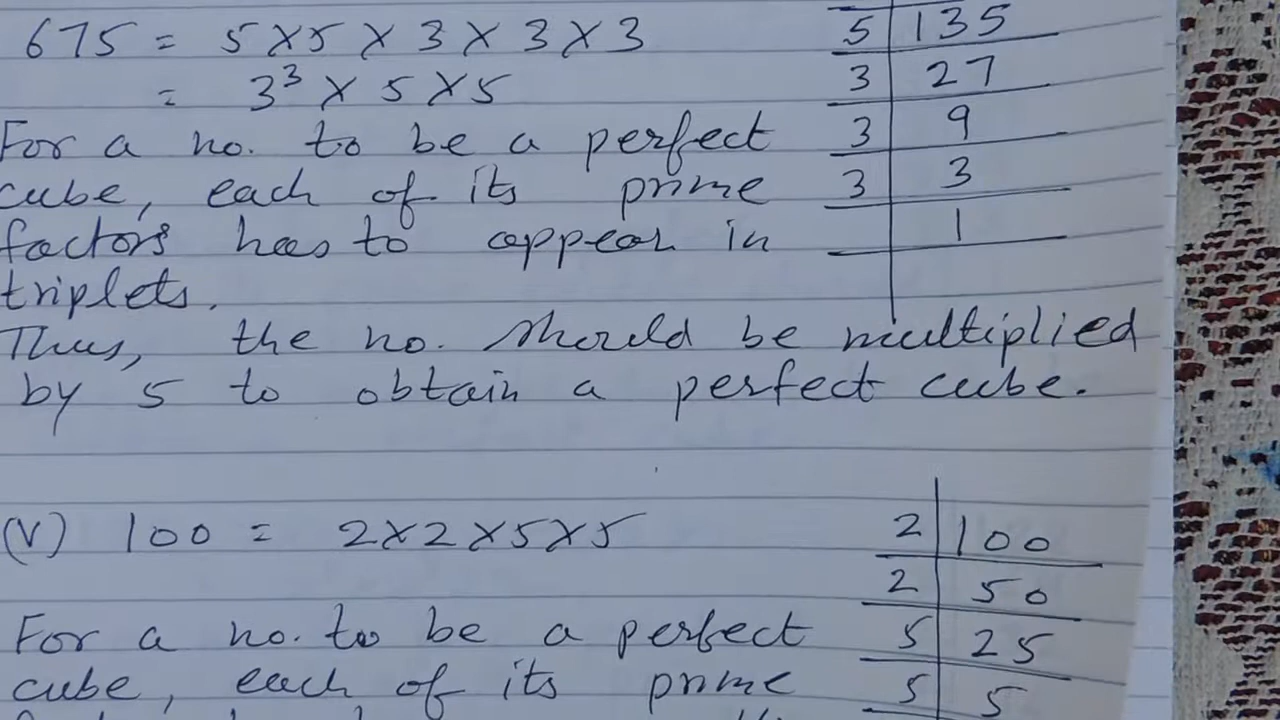 675 = 5×5×3×3×3
= 3³×5×5
For a no. to be a perfect
cube, each of its prime
factors has to appear in
triplets.
Thus, the no. should be multiplied
by 5 to obtain a perfect cube.
5 | 135
3 | 27
3 | 9
3 | 3
1
(V) 100 = 2×2×5×5
For a no. to be a perfect
cube, each of its prime
2 | 100
2 | 50
5 | 25
5 | 5